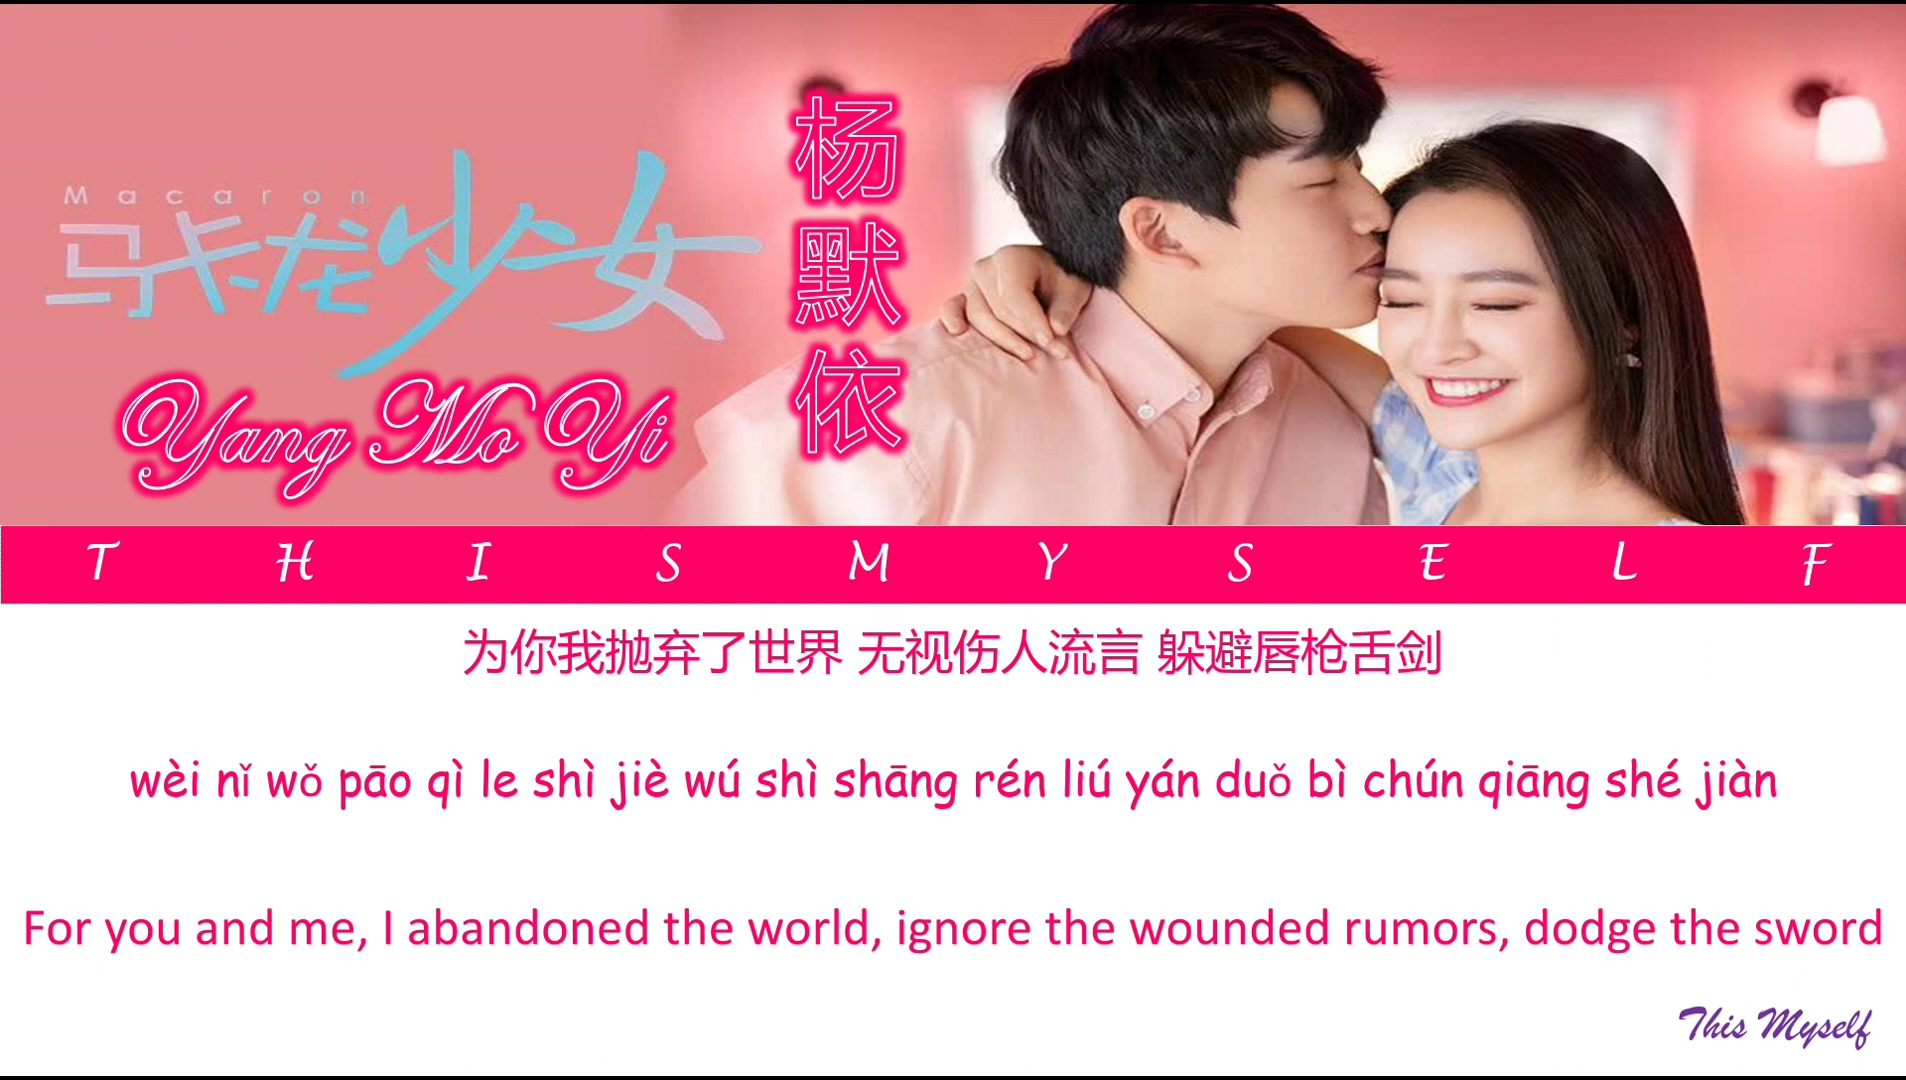 Macaron
马卡龙少女
杨默依
Yang Mo Yi
T H I S M Y S E L F
为你我抛弃了世界 无视伤人流言 躲避唇枪舌剑
wèi nǐ wǒ pāo qì le shì jiè wú shì shāng rén liú yán duǒ bì chún qiāng shé jiàn
For you and me, I abandoned the world, ignore the wounded rumors, dodge the sword
This Myself